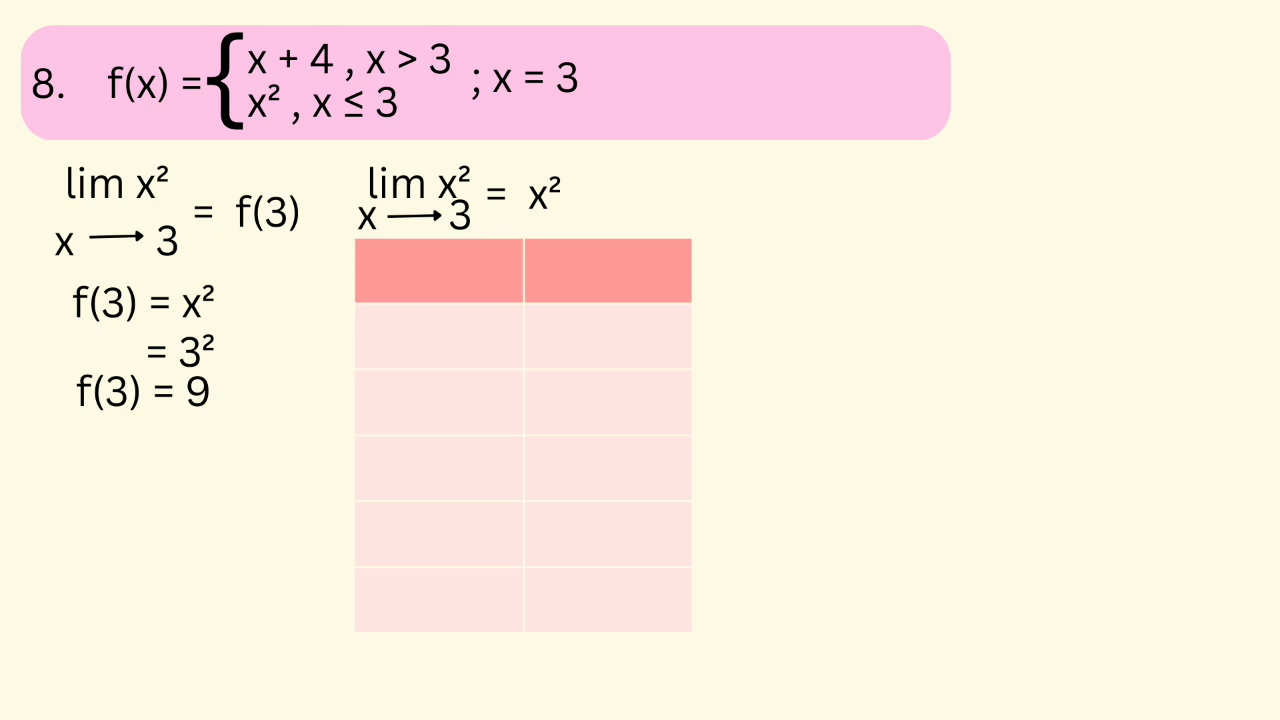 8. f(x) = { x + 4 , x > 3 ; x = 3
x² , x ≤ 3
lim x² = f(3)
x ⟶ 3
f(3) = x²
= 3²
f(3) = 9
lim x² = x²
x ⟶ 3